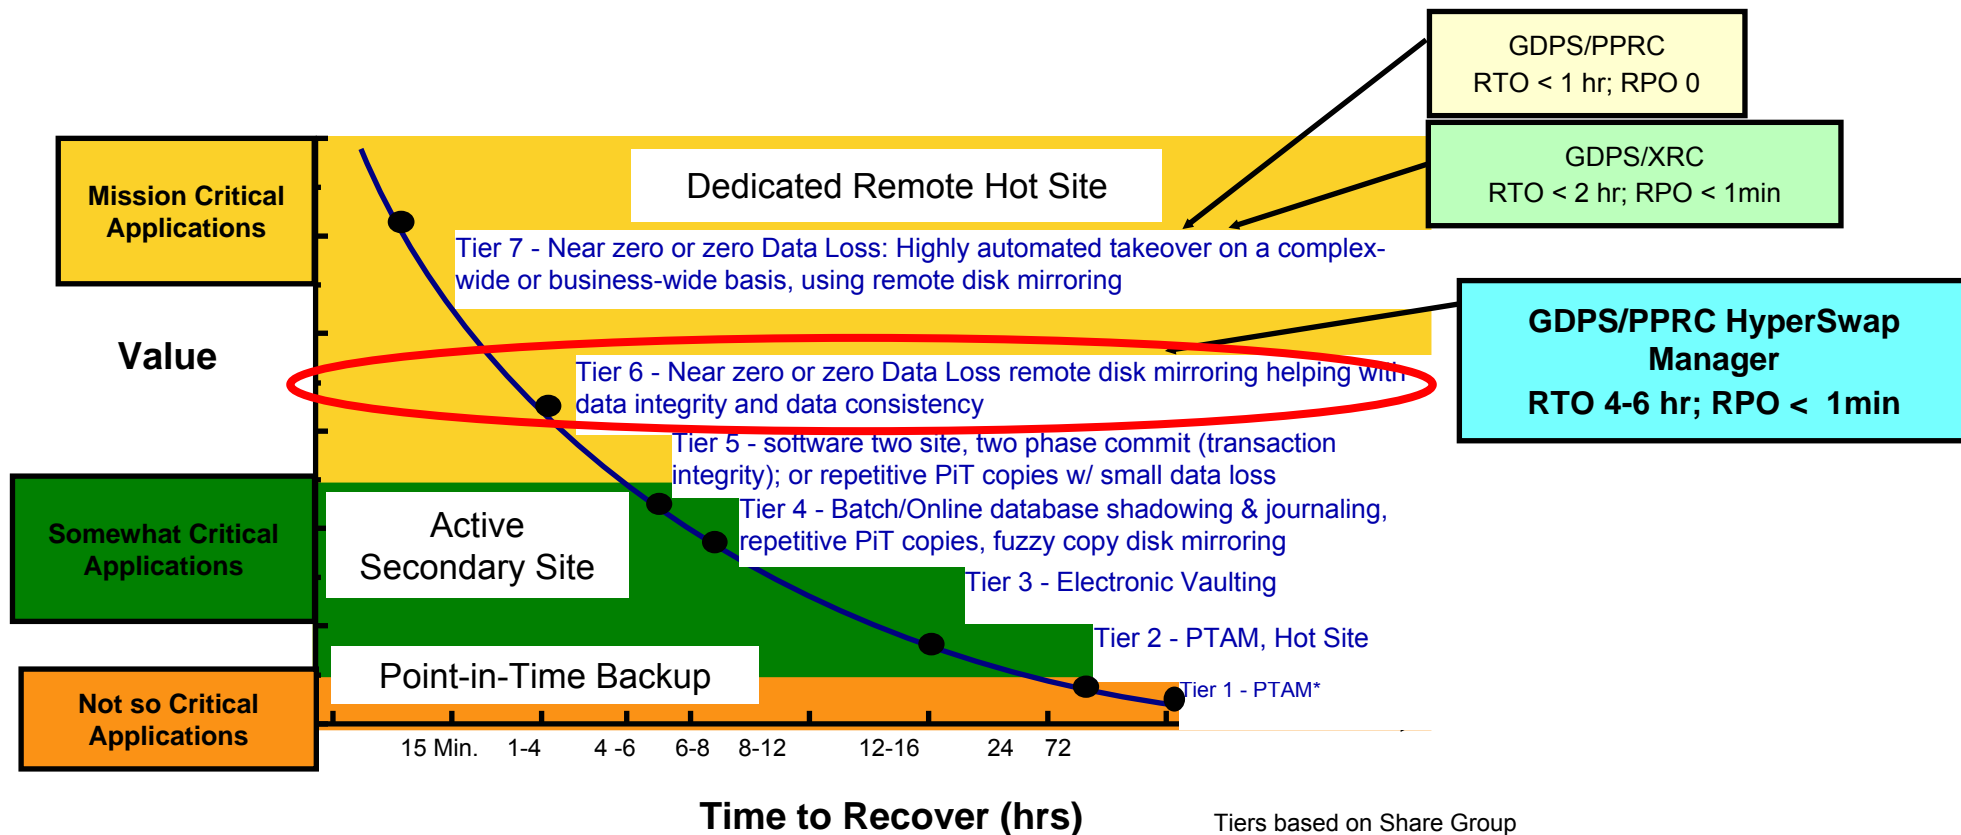 GDPS/PPRC
RTO < 1 hr; RPO 0
GDPS/XRC
RTO < 2 hr; RPO < 1min
Mission Critical
Applications
Dedicated Remote Hot Site
Tier 7 - Near zero or zero Data Loss: Highly automated takeover on a complex-
wide or business-wide basis, using remote disk mirroring
GDPS/PPRC HyperSwap
Manager
RTO 4-6 hr; RPO < 1min
Value
Tier 6 - Near zero or zero Data Loss remote disk mirroring helping with
data integrity and data consistency
Tier 5 - software two site, two phase commit (transaction
integrity); or repetitive PiT copies w/ small data loss
Somewhat Critical
Applications
Active
Secondary Site
Tier 4 - Batch/Online database shadowing & journaling,
repetitive PiT copies, fuzzy copy disk mirroring
Tier 3 - Electronic Vaulting
Tier 2 - PTAM, Hot Site
Point-in-Time Backup
Tier 1 - PTAM*
Not so Critical
Applications
15 Min. 1-4 4 -6 6-8 8-12 12-16 24 72
Time to Recover (hrs)
Tiers based on Share Group